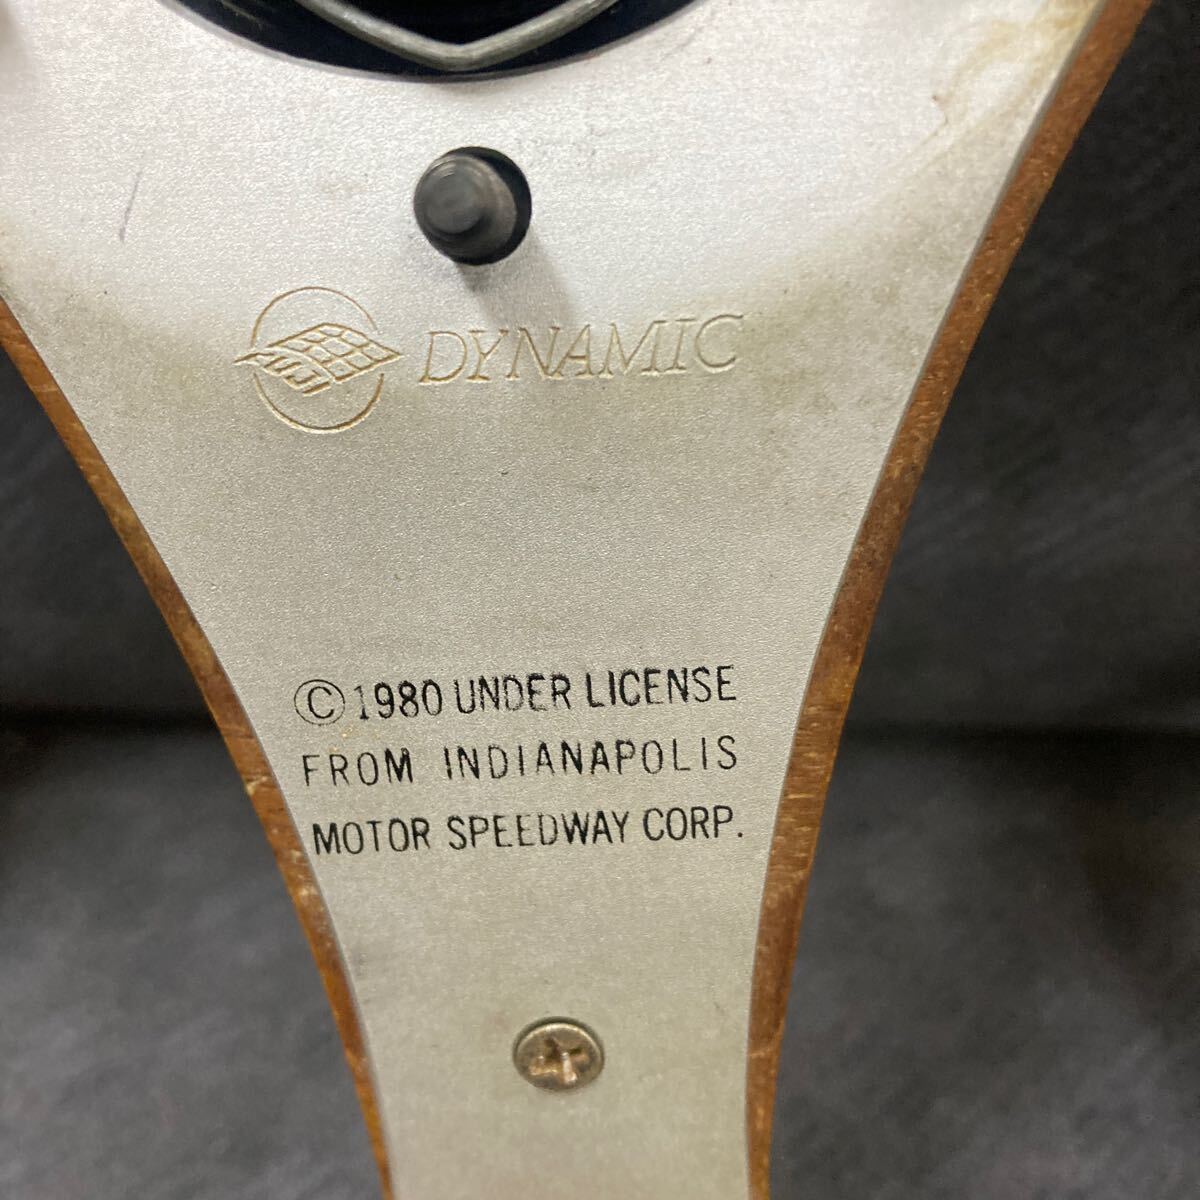 DYNAMIC
©1980 UNDER LICENSE
FROM INDIANAPOLIS
MOTOR SPEEDWAY CORP.